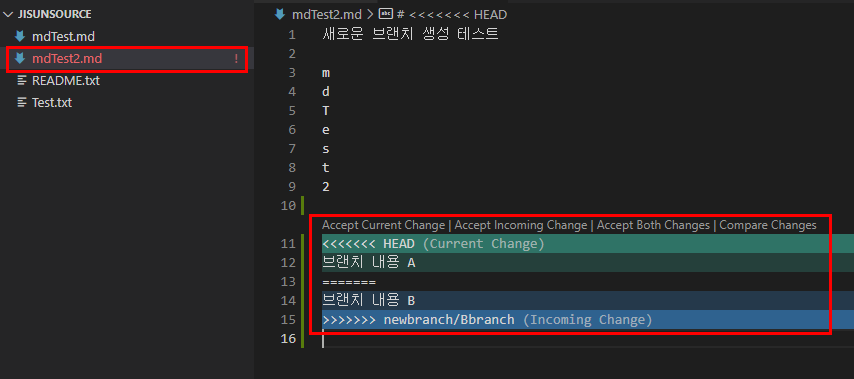 JISUNSOURCE
mdTest.md
mdTest2.md !
README.txt
Test.txt
mdTest2.md > abc # <<<<<<< HEAD
1 새로운 브랜치 생성 테스트
2
3 m
4 d
5 T
6 e
7 s
8 t
9 2
10
Accept Current Change | Accept Incoming Change | Accept Both Changes | Compare Changes
11 <<<<<<< HEAD (Current Change)
12 브랜치 내용 A
13 =======
14 브랜치 내용 B
15 >>>>>>> newbranch/Bbranch (Incoming Change)
16